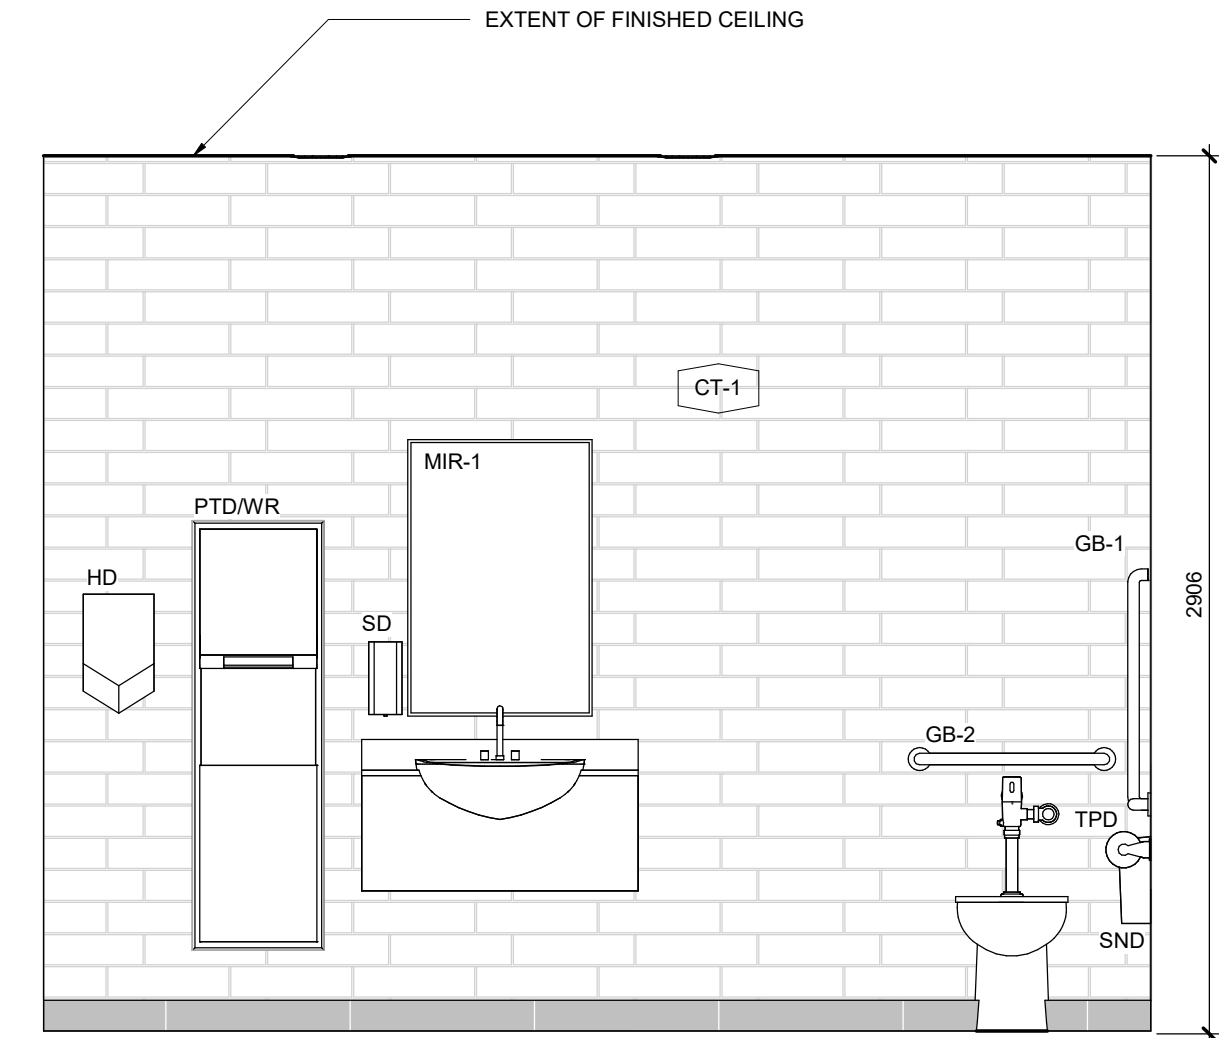 EXTENT OF FINISHED CEILING
CT-1
MIR-1
PTD/WR
GB-1
HD
2906
SD
GB-2
TPD
SND